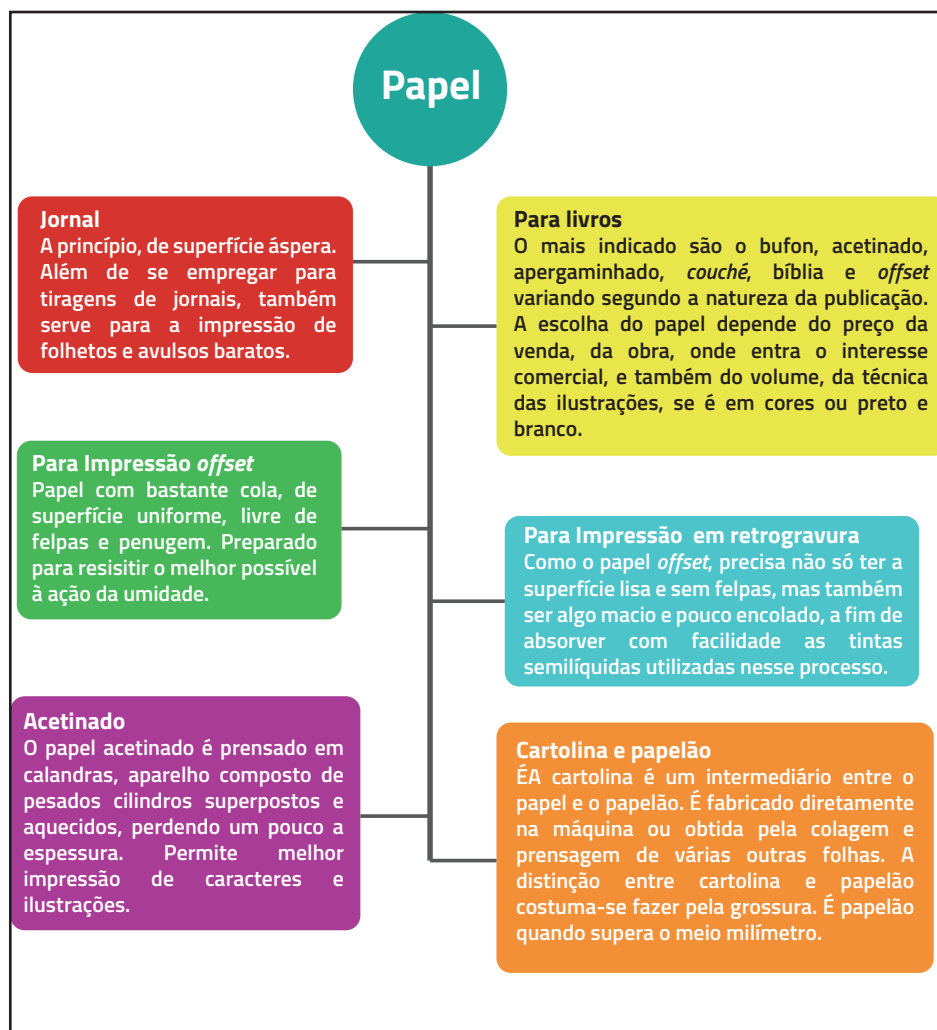 Papel
Jornal
A princípio, de superfície áspera.
Além de se empregar para
tiragens de jornais, também
serve para a impressão de
folhetos e avulsos baratos.
Para livros
O mais indicado são o bufon, acetinado,
apergaminhado, couché, bíblia e offset
variando segundo a natureza da publicação.
A escolha do papel depende do preço da
venda, da obra, onde entra o interesse
comercial, e também do volume, da técnica
das ilustrações, se é em cores ou preto e
branco.
Para Impressão offset
Papel com bastante cola, de
superfície uniforme, livre de
felpas e penugem. Preparado
para resisitir o melhor possível
à ação da umidade.
Para Impressão em retrogravura
Como o papel offset, precisa não só ter a
superfície lisa e sem felpas, mas também
ser algo macio e pouco encolado, a fim de
absorver com facilidade as tintas
semilíquidas utilizadas nesse processo.
Acetinado
O papel acetinado é prensado em
calandras, aparelho composto de
pesados cilindros superpostos e
aquecidos, perdendo um pouco a
espessura. Permite melhor
impressão de caracteres e
ilustrações.
Cartolina e papelão
ÉA cartolina é um intermediário entre o
papel e o papelão. É fabricado diretamente
na máquina ou obtida pela colagem e
prensagem de várias outras folhas. A
distinção entre cartolina e papelão
costuma-se fazer pela grossura. É papelão
quando supera o meio milímetro.